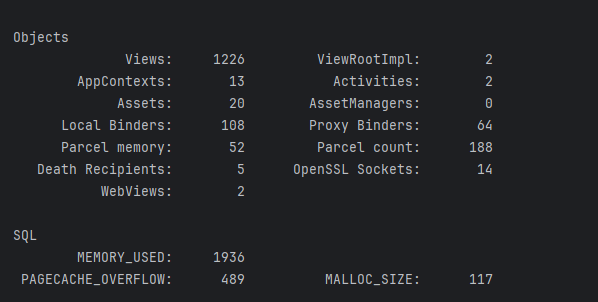 Objects
Views: 1226 ViewRootImpl: 2
AppContexts: 13 Activities: 2
Assets: 20 AssetManagers: 0
Local Binders: 108 Proxy Binders: 64
Parcel memory: 52 Parcel count: 188
Death Recipients: 5 OpenSSL Sockets: 14
WebViews: 2
SQL
MEMORY_USED: 1936
PAGECACHE_OVERFLOW: 489 MALLOC_SIZE: 117